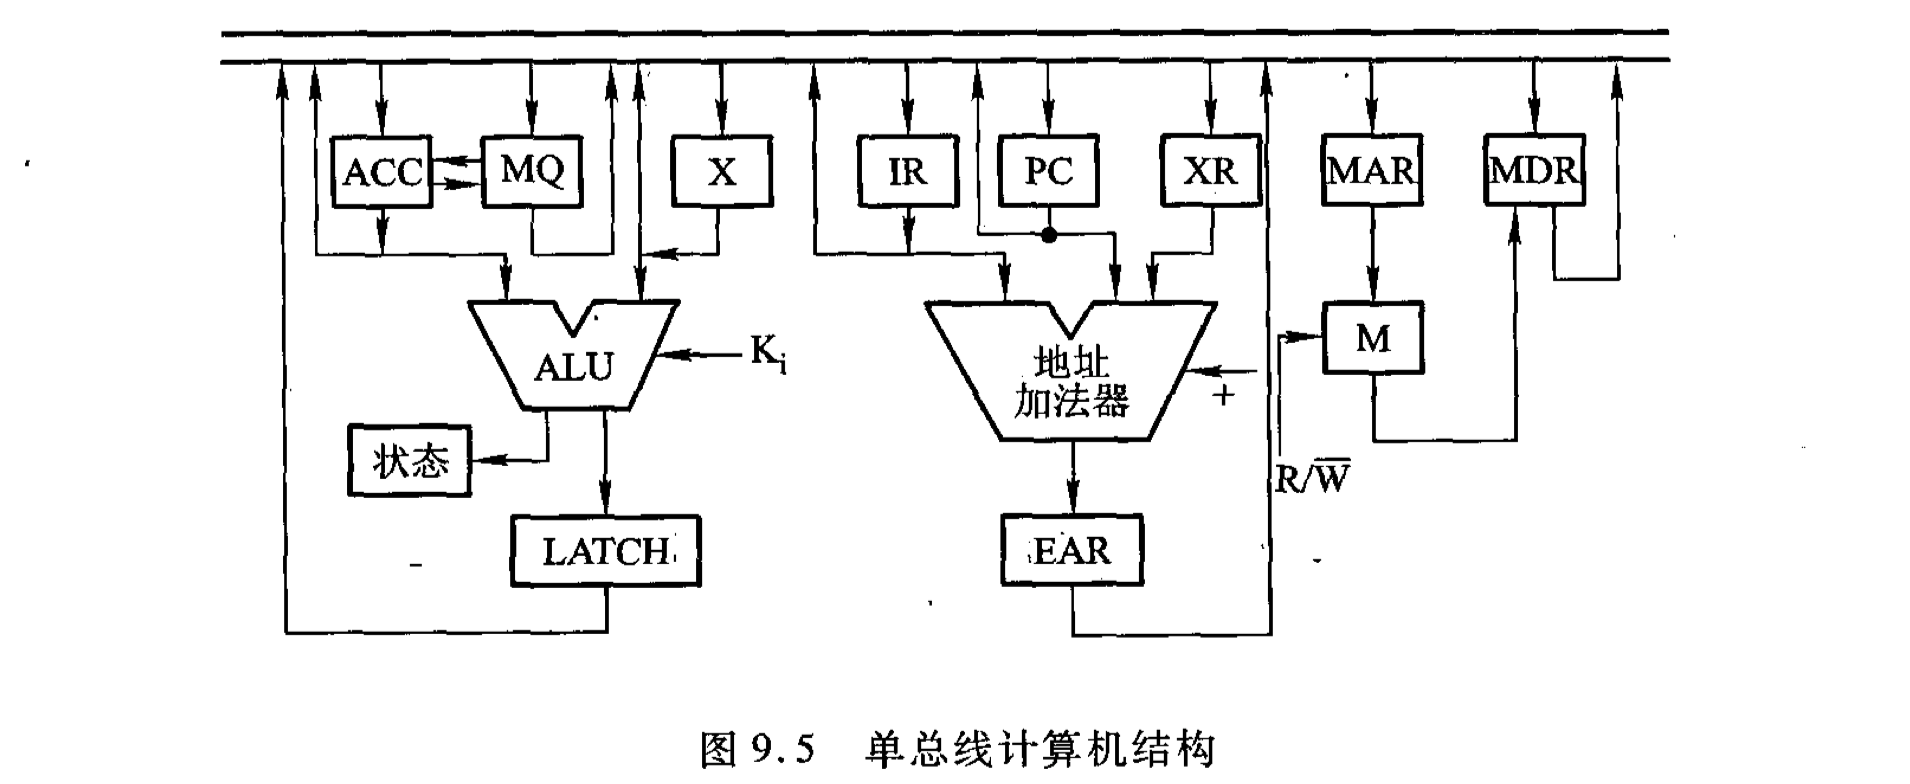 ACC MQ X IR PC XR MAR MDR
ALU K_i 地址 加法器 + M
状态 R/W̅
LATCH EAR
图 9.5 单总线计算机结构